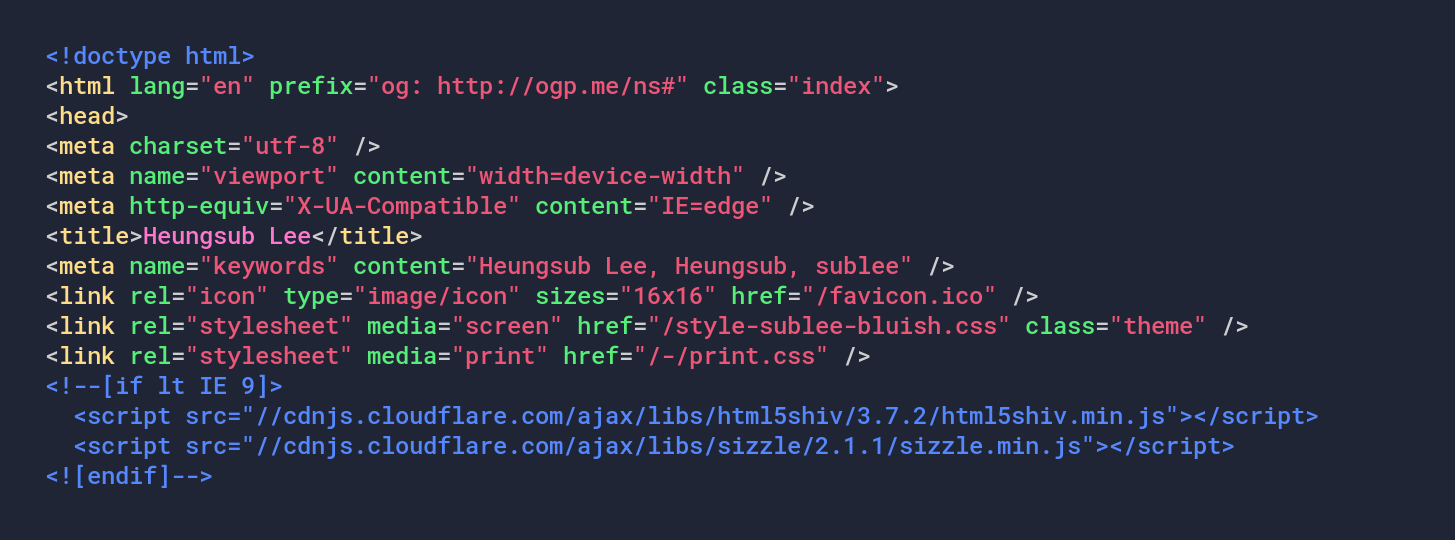 <!doctype html>
<html lang="en" prefix="og: http://ogp.me/ns#" class="index">
<head>
<meta charset="utf-8" />
<meta name="viewport" content="width=device-width" />
<meta http-equiv="X-UA-Compatible" content="IE=edge" />
<title>Heungsub Lee</title>
<meta name="keywords" content="Heungsub Lee, Heungsub, sublee" />
<link rel="icon" type="image/icon" sizes="16x16" href="/favicon.ico" />
<link rel="stylesheet" media="screen" href="/style-sublee-bluish.css" class="theme" />
<link rel="stylesheet" media="print" href="/-/print.css" />
<!--[if lt IE 9]>
  <script src="//cdnjs.cloudflare.com/ajax/libs/html5shiv/3.7.2/html5shiv.min.js"></script>
  <script src="//cdnjs.cloudflare.com/ajax/libs/sizzle/2.1.1/sizzle.min.js"></script>
<![endif]-->